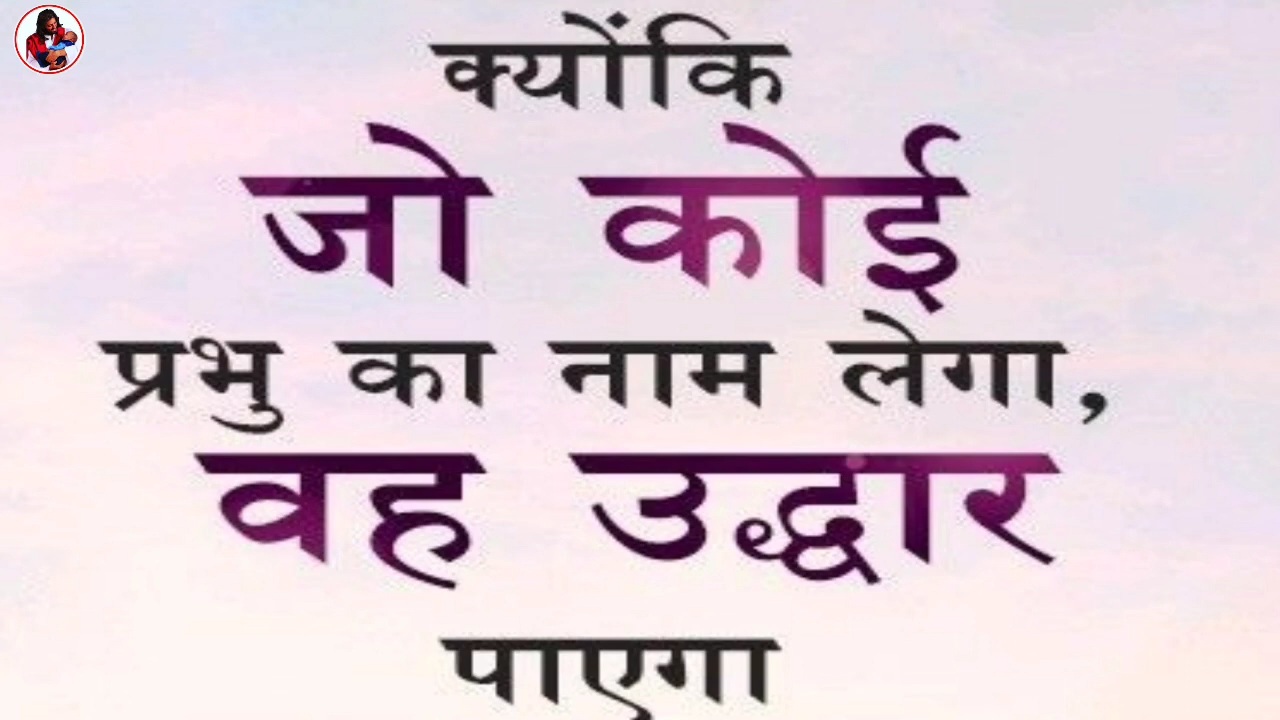 क्योंकि
जो कोई
प्रभु का नाम लेगा,
वह उद्धार
पाएगा